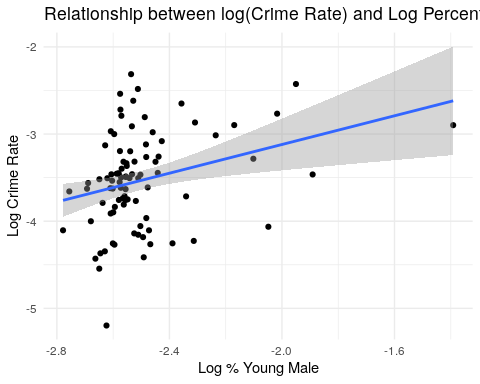 Relationship between log(Crime Rate) and Log Percent
-2
-3
-4
-5
Log Crime Rate
-2.8
-2.4
-2.0
-1.6
Log % Young Male